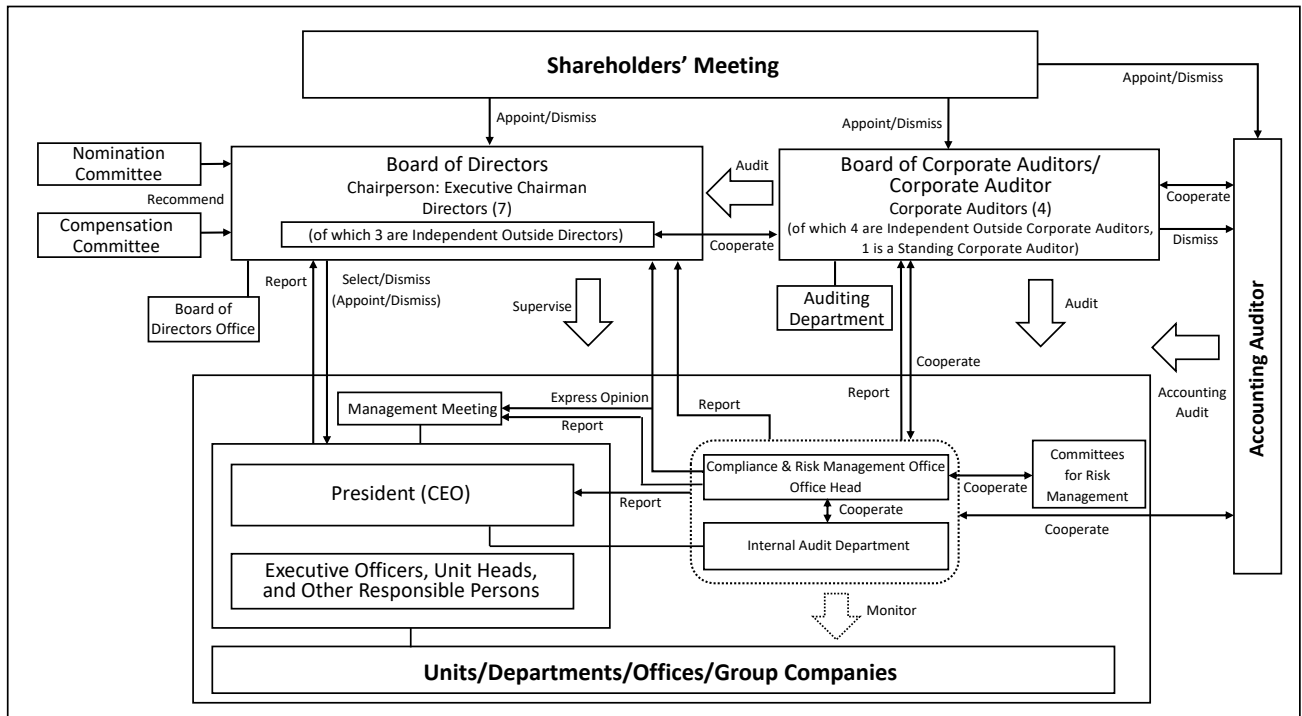 Shareholders' Meeting
Appoint/Dismiss
Appoint/Dismiss
Appoint/Dismiss
Nomination
Committee
Recommend
Compensation
Committee
Board of Directors
Chairperson: Executive Chairman
Directors (7)
(of which 3 are Independent Outside Directors)
Audit
Cooperate
Board of Corporate Auditors/
Corporate Auditor
Corporate Auditors (4)
(of which 4 are Independent Outside Corporate Auditors,
1 is a Standing Corporate Auditor)
Cooperate
Dismiss
Accounting Auditor
Board of
Directors Office
Report
Select/Dismiss
(Appoint/Dismiss)
Supervise
Auditing
Department
Audit
Cooperate
Report
Accounting
Audit
Management Meeting
Express Opinion
Report
Report
President (CEO)
Report
Compliance & Risk Management Office
Office Head
Cooperate
Internal Audit Department
Cooperate
Committees
for Risk
Management
Cooperate
Executive Officers, Unit Heads,
and Other Responsible Persons
Monitor
Units/Departments/Offices/Group Companies